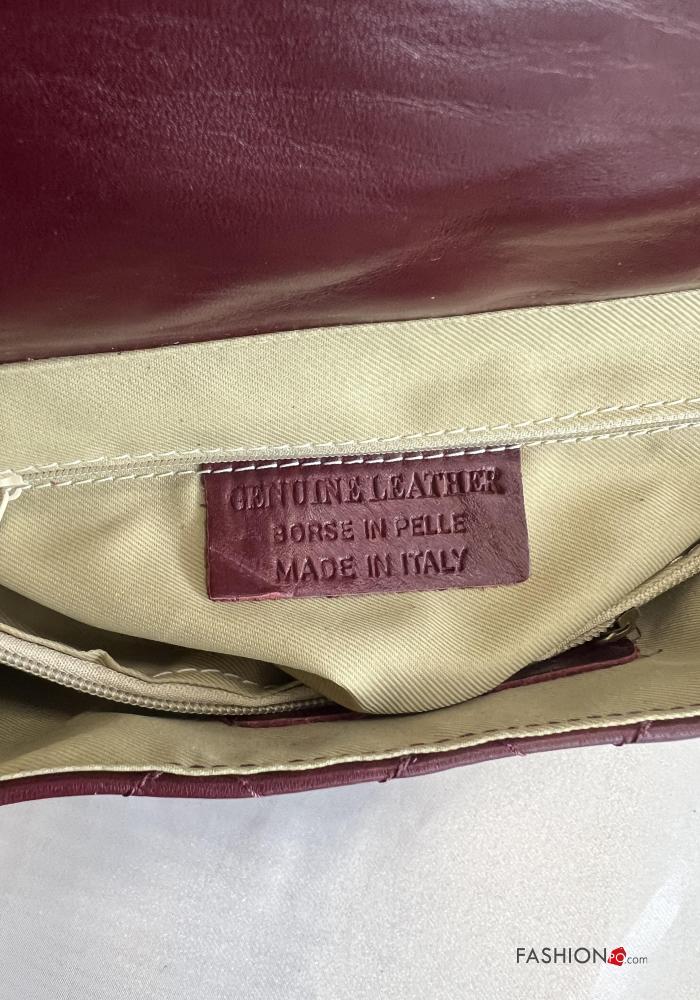 GENUINE LEATHER
BORSE IN PELLE
MADE IN ITALY
FASHIONPO.com